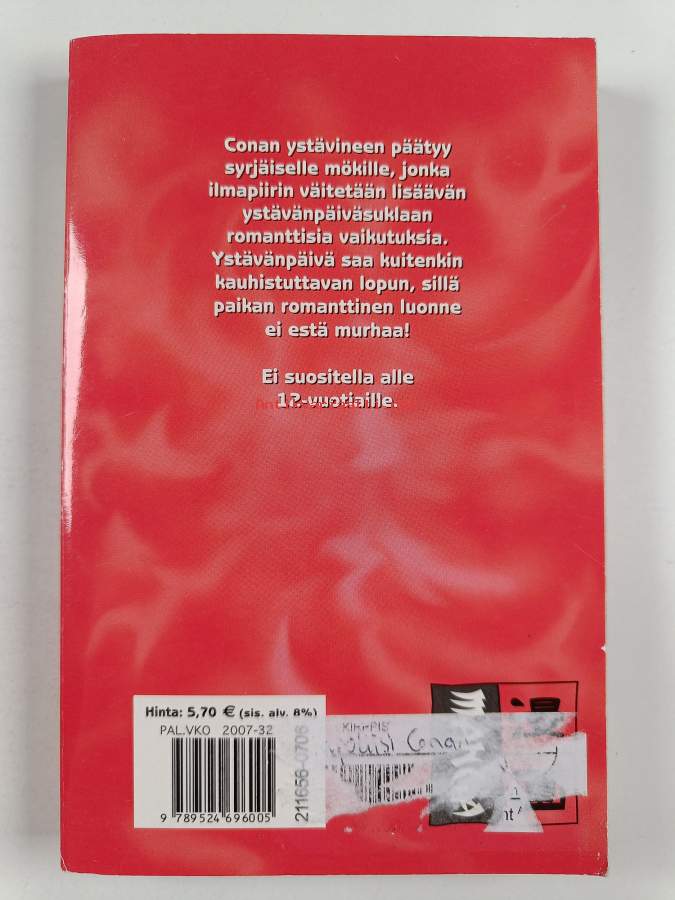 Conan ystävineen päätyy
syrjäiselle mökille, jonka
ilmapiirin väitetään lisäävän
ystävänpäiväsuklaan
romanttisia vaikutuksia.
Ystävänpäivä saa kuitenkin
kauhistuttavan lopun, sillä
paikan romanttinen luonne
ei estä murhaa!
Ei suositella alle
12-vuotiaille.
Hinta: 5,70 € (sis. alv. 8%)
PAL.VKO 2007-32
9 789524 696005
211656-0706
Conan